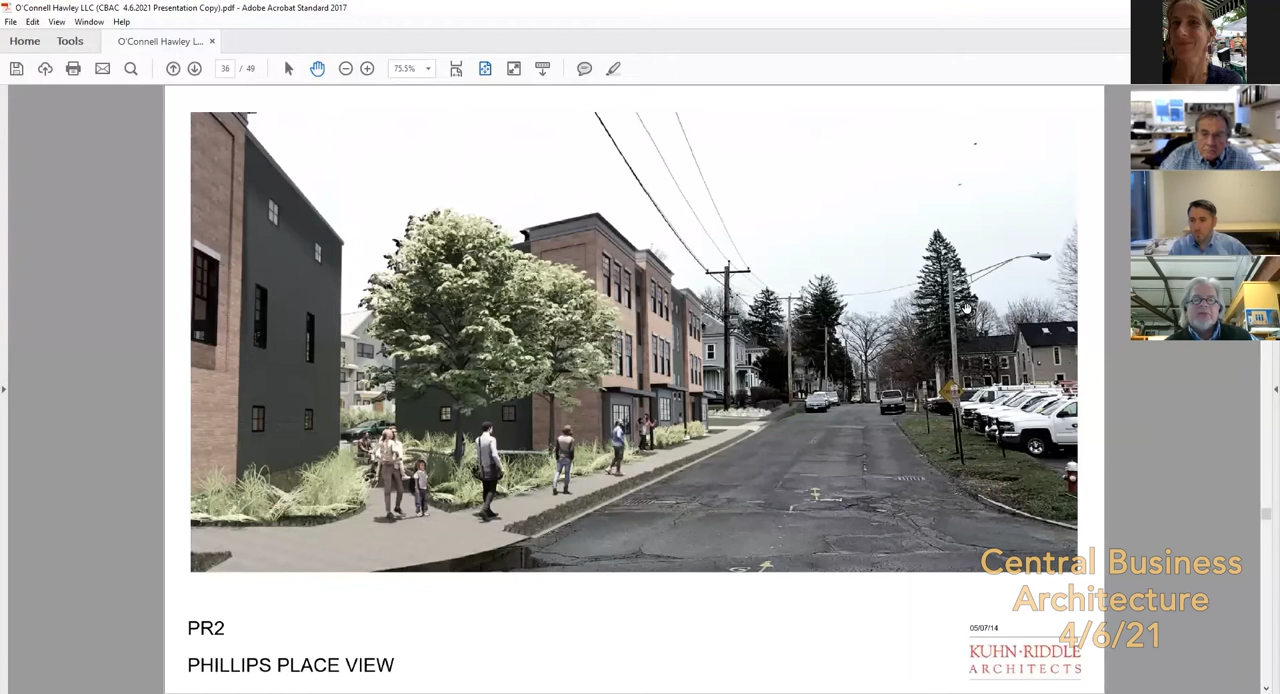 O'Connell Hawley LLC (CBAC 4.6.2021 Presentation Copy).pdf - Adobe Acrobat Standard 2017
File Edit View Window Help
Home Tools O'Connell Hawley L... ×
36 / 49 75.5%
PR2
PHILLIPS PLACE VIEW
05/07/14
KUHN·RIDDLE
ARCHITECTS
Central Business
Architecture
4/6/21